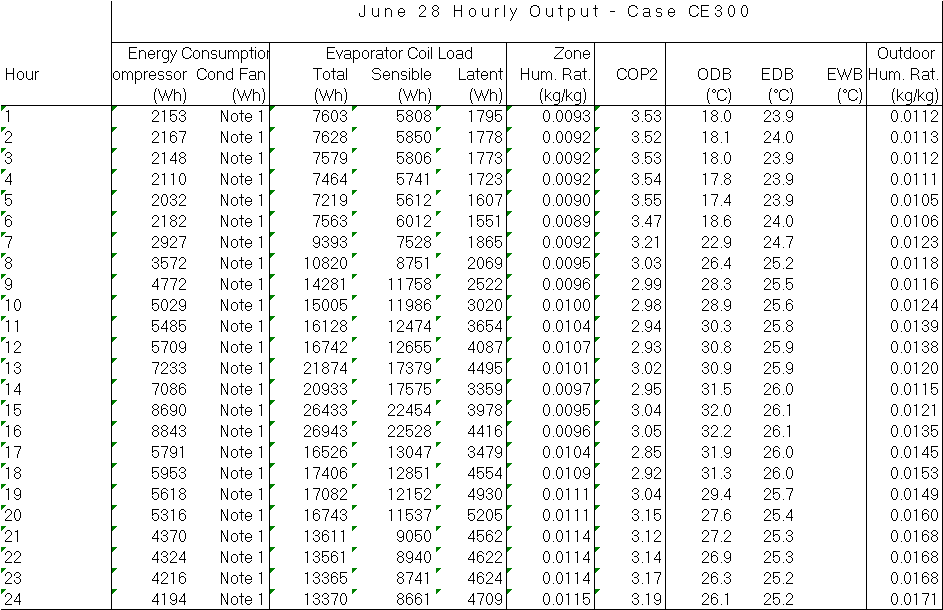 June 28 Hourly Output - Case CE300
Energy Consumption Evaporator Coil Load Zone Outdoor
Hour ompressor Cond Fan Total Sensible Latent Hum. Rat. COP2 ODB EDB EWB Hum. Rat.
(Wh) (Wh) (Wh) (Wh) (Wh) (kg/kg) (°C) (°C) (°C) (kg/kg)
1 2153 Note 1 7603 5808 1795 0.0093 3.53 18.0 23.9 0.0112
2 2167 Note 1 7628 5850 1778 0.0092 3.52 18.1 24.0 0.0113
3 2148 Note 1 7579 5806 1773 0.0092 3.53 18.0 23.9 0.0112
4 2110 Note 1 7464 5741 1723 0.0092 3.54 17.8 23.9 0.0111
5 2032 Note 1 7219 5612 1607 0.0090 3.55 17.4 23.9 0.0105
6 2182 Note 1 7563 6012 1551 0.0089 3.47 18.6 24.0 0.0106
7 2927 Note 1 9393 7528 1865 0.0092 3.21 22.9 24.7 0.0123
8 3572 Note 1 10820 8751 2069 0.0095 3.03 26.4 25.2 0.0118
9 4772 Note 1 14281 11758 2522 0.0096 2.99 28.3 25.5 0.0116
10 5029 Note 1 15005 11986 3020 0.0100 2.98 28.9 25.6 0.0124
11 5485 Note 1 16128 12474 3654 0.0104 2.94 30.3 25.8 0.0139
12 5709 Note 1 16742 12655 4087 0.0107 2.93 30.8 25.9 0.0138
13 7233 Note 1 21874 17379 4495 0.0101 3.02 30.9 25.9 0.0120
14 7086 Note 1 20933 17575 3359 0.0097 2.95 31.5 26.0 0.0115
15 8690 Note 1 26433 22454 3978 0.0095 3.04 32.0 26.1 0.0121
16 8843 Note 1 26943 22528 4416 0.0096 3.05 32.2 26.1 0.0135
17 5791 Note 1 16526 13047 3479 0.0104 2.85 31.9 26.0 0.0145
18 5953 Note 1 17406 12851 4554 0.0109 2.92 31.3 26.0 0.0153
19 5618 Note 1 17082 12152 4930 0.0111 3.04 29.4 25.7 0.0149
20 5316 Note 1 16743 11537 5205 0.0111 3.15 27.6 25.4 0.0160
21 4370 Note 1 13611 9050 4562 0.0114 3.12 27.2 25.3 0.0168
22 4324 Note 1 13561 8940 4622 0.0114 3.14 26.9 25.3 0.0168
23 4216 Note 1 13365 8741 4624 0.0114 3.17 26.3 25.2 0.0168
24 4194 Note 1 13370 8661 4709 0.0115 3.19 26.1 25.2 0.0171